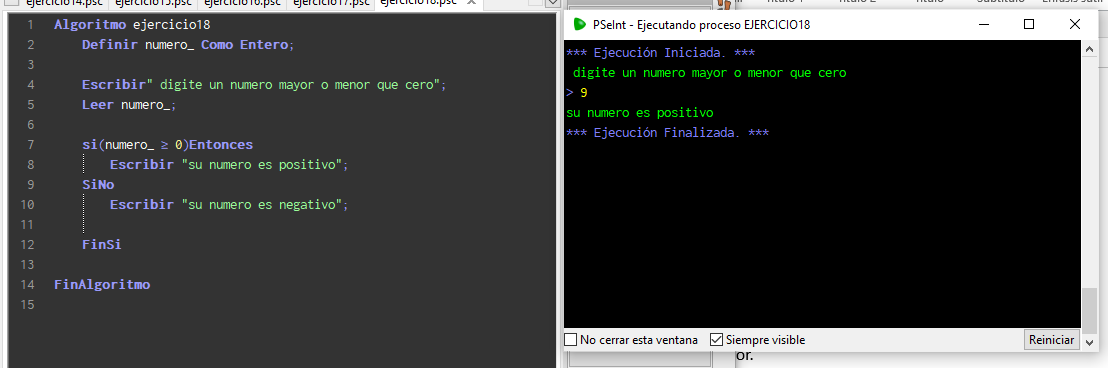 ejercicio14.psc ejercicio15.psc ejercicio16.psc ejercicio17.psc
1 Algoritmo ejercicio18
2 Definir numero_ Como Entero;
3
4 Escribir" digite un numero mayor o menor que cero";
5 Leer numero_;
6
7 si(numero_ ≥ 0)Entonces
8 Escribir "su numero es positivo";
9 SiNo
10 Escribir "su numero es negativo";
11
12 FinSi
13
14 FinAlgoritmo
15
PSeInt - Ejecutando proceso EJERCICIO18
*** Ejecución Iniciada. ***
digite un numero mayor o menor que cero
> 9
su numero es positivo
*** Ejecución Finalizada. ***
No cerrar esta ventana Siempre visible Reiniciar
or.